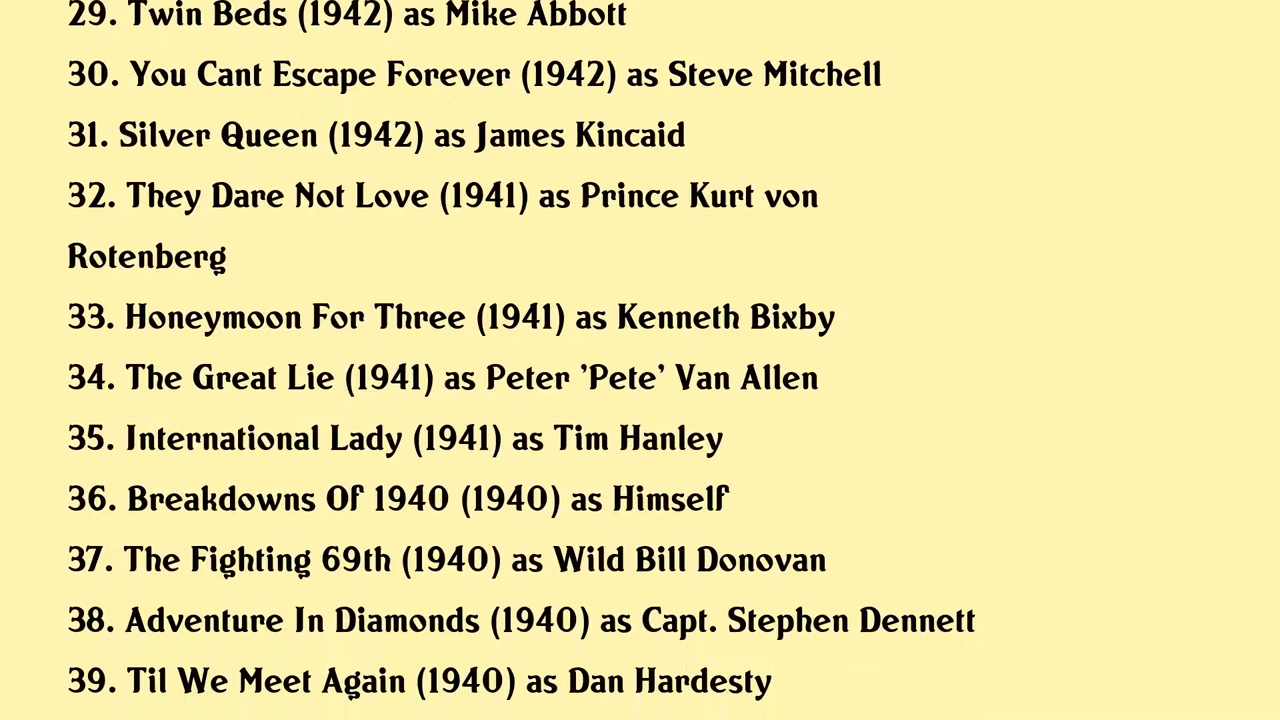 29. Twin Beds (1942) as Mike Abbott
30. You Cant Escape Forever (1942) as Steve Mitchell
31. Silver Queen (1942) as James Kincaid
32. They Dare Not Love (1941) as Prince Kurt von
Rotenberg
33. Honeymoon For Three (1941) as Kenneth Bixby
34. The Great Lie (1941) as Peter 'Pete' Van Allen
35. International Lady (1941) as Tim Hanley
36. Breakdowns Of 1940 (1940) as Himself
37. The Fighting 69th (1940) as Wild Bill Donovan
38. Adventure In Diamonds (1940) as Capt. Stephen Dennett
39. Til We Meet Again (1940) as Dan Hardesty